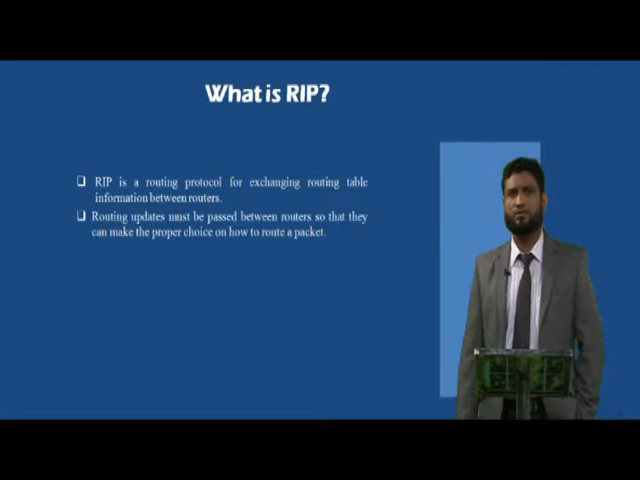 What is RIP?
RIP is a routing protocol for exchanging routing table
information between routers.
Routing updates must be passed between routers so that they
can make the proper choice on how to route a packet.